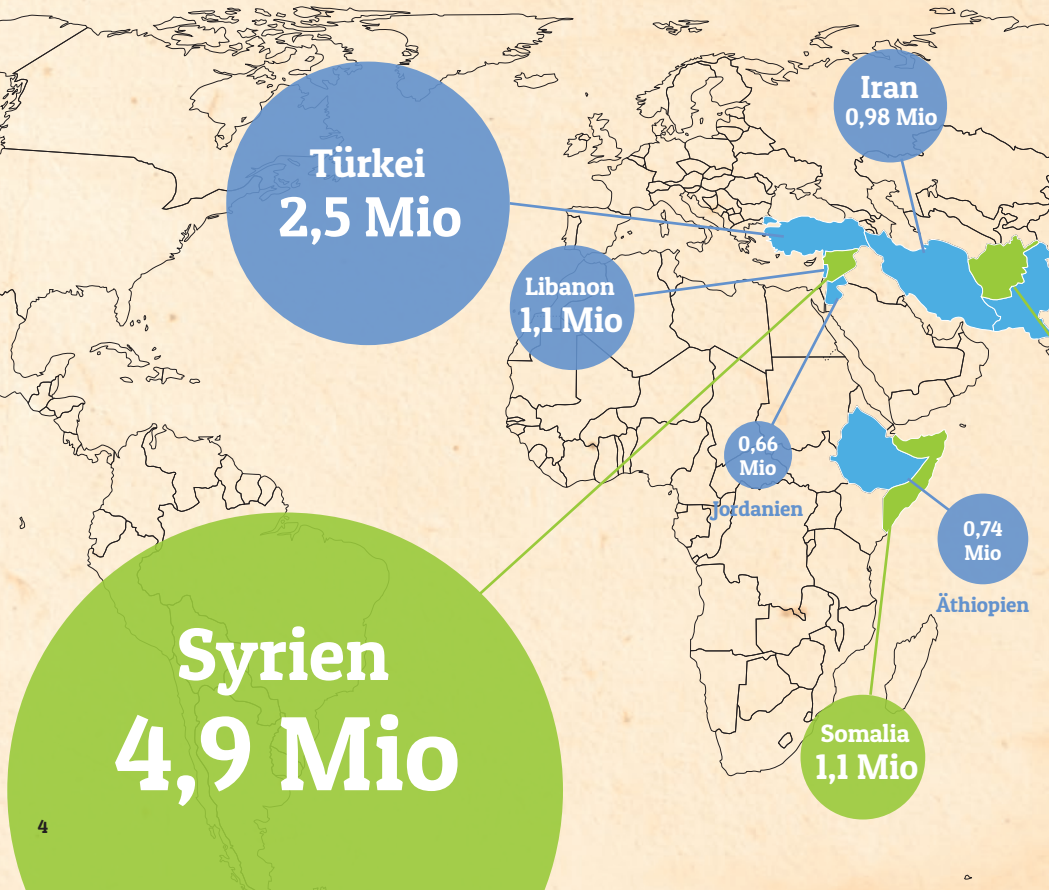 Iran
0,98 Mio
Türkei
2,5 Mio
Libanon
1,1 Mio
0,66
Mio
Jordanien
0,74
Mio
Äthiopien
Syrien
4,9 Mio
Somalia
1,1 Mio
4